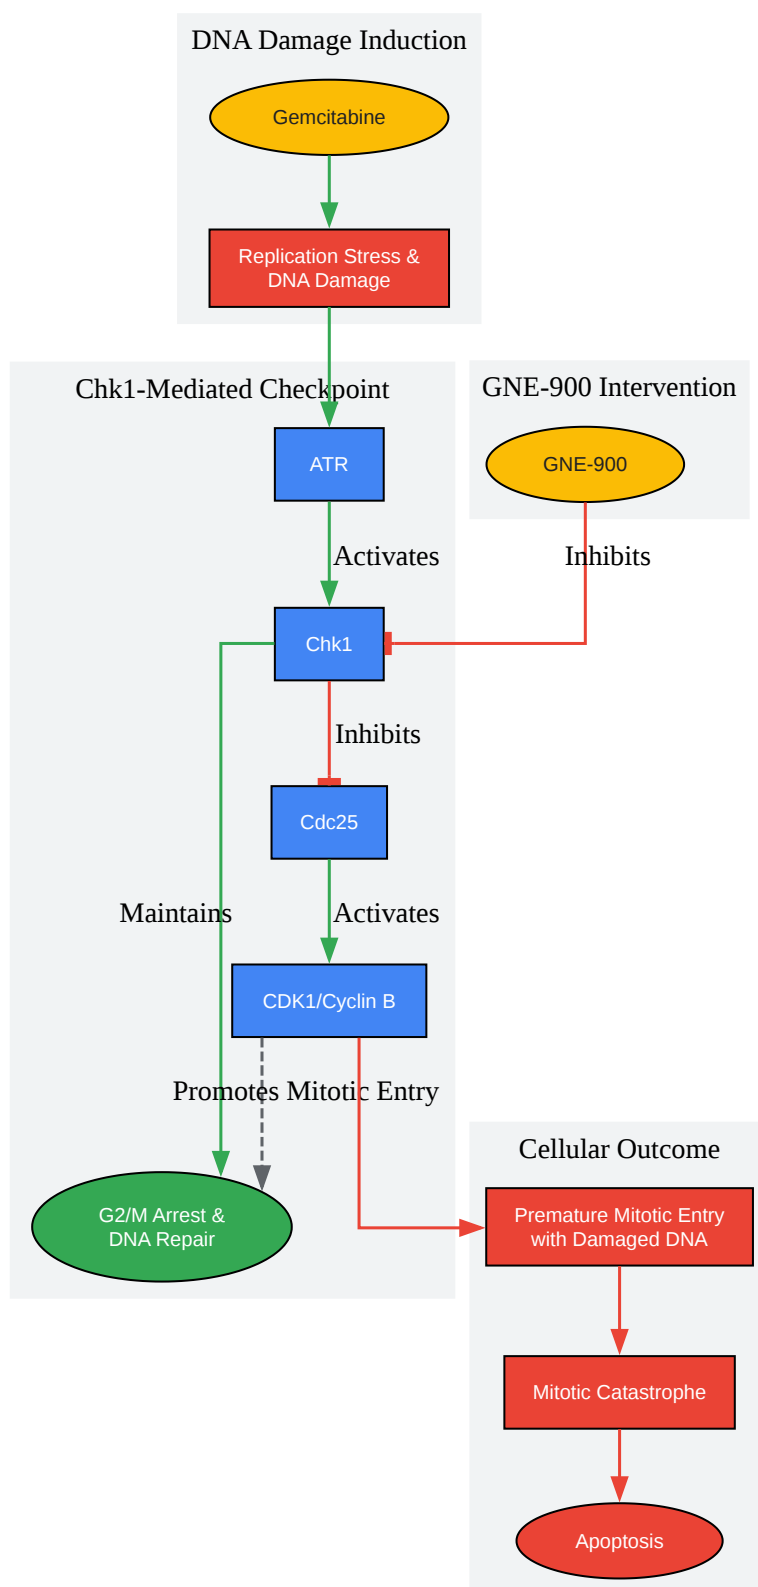 DNA Damage Induction
Gemcitabine
Replication Stress &
DNA Damage
Chk1-Mediated Checkpoint
GNE-900 Intervention
ATR
GNE-900
Activates
Inhibits
Chk1
Inhibits
Cdc25
Maintains
Activates
CDK1/Cyclin B
Promotes Mitotic Entry
Cellular Outcome
G2/M Arrest &
DNA Repair
Premature Mitotic Entry
with Damaged DNA
Mitotic Catastrophe
Apoptosis